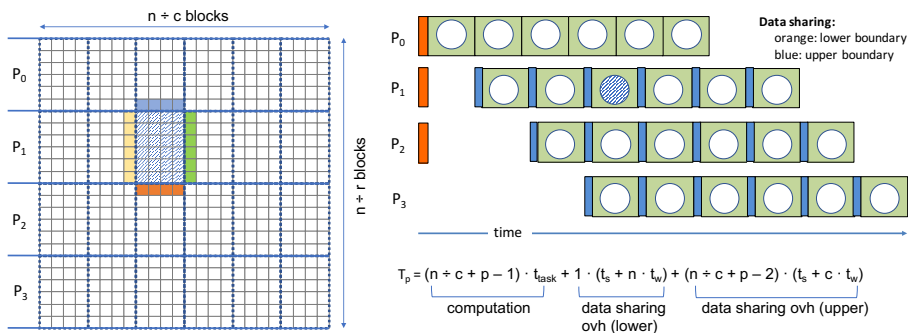 n ÷ c blocks
P0
P1
P2
P3
n ÷ r blocks
P0
P1
P2
P3
Data sharing:
orange: lower boundary
blue: upper boundary
time
Tp = (n ÷ c + p – 1) · ttask + 1 · (ts + n · tw) + (n ÷ c + p – 2) · (ts + c · tw)
computation
data sharing
ovh (lower)
data sharing ovh (upper)